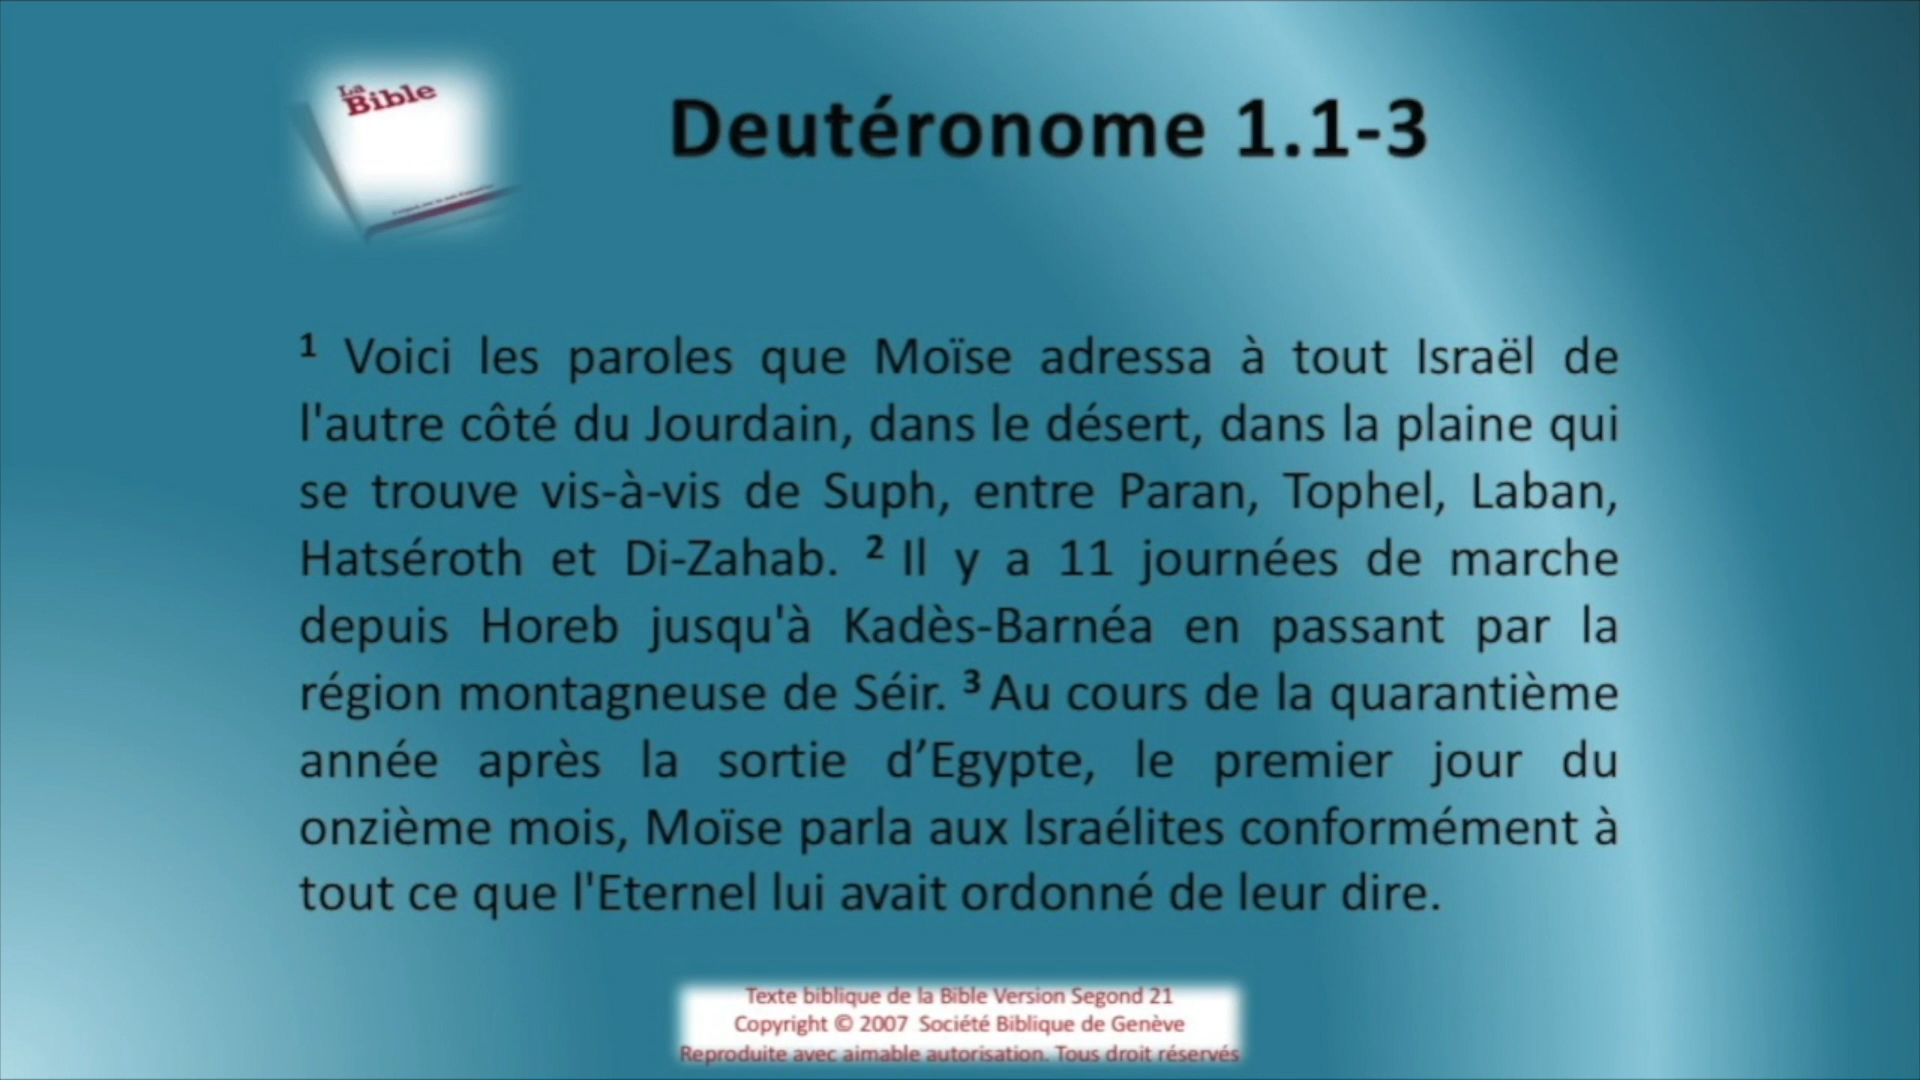 La
Bible
Deutéronome 1.1-3
1 Voici les paroles que Moïse adressa à tout Israël de
l'autre côté du Jourdain, dans le désert, dans la plaine qui
se trouve vis-à-vis de Suph, entre Paran, Tophel, Laban,
Hatséroth et Di-Zahab. 2 Il y a 11 journées de marche
depuis Horeb jusqu'à Kadès-Barnéa en passant par la
région montagneuse de Séir. 3 Au cours de la quarantième
année après la sortie d’Egypte, le premier jour du
onzième mois, Moïse parla aux Israélites conformément à
tout ce que l'Eternel lui avait ordonné de leur dire.
Texte biblique de la Bible Version Segond 21
Copyright © 2007 Société Biblique de Genève
Reproduite avec aimable autorisation. Tous droit réservés